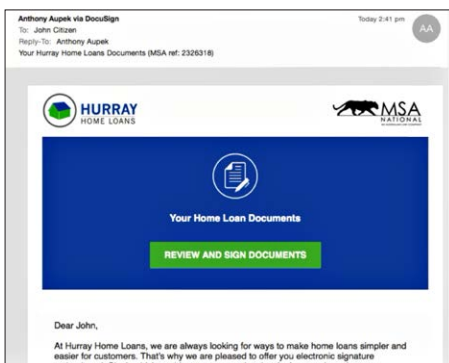 Anthony Aupek via DocuSign
Today 2:41 pm
AA
To: John Citizen
Reply-To: Anthony Aupek
Your Hurray Home Loans Documents (MSA ref: 2326318)
HURRAY
HOME LOANS
MSA
NATIONAL
Your Home Loan Documents
REVIEW AND SIGN DOCUMENTS
Dear John,
At Hurray Home Loans, we are always looking for ways to make home loans simpler and
easier for customers. That's why we are pleased to offer you electronic signature